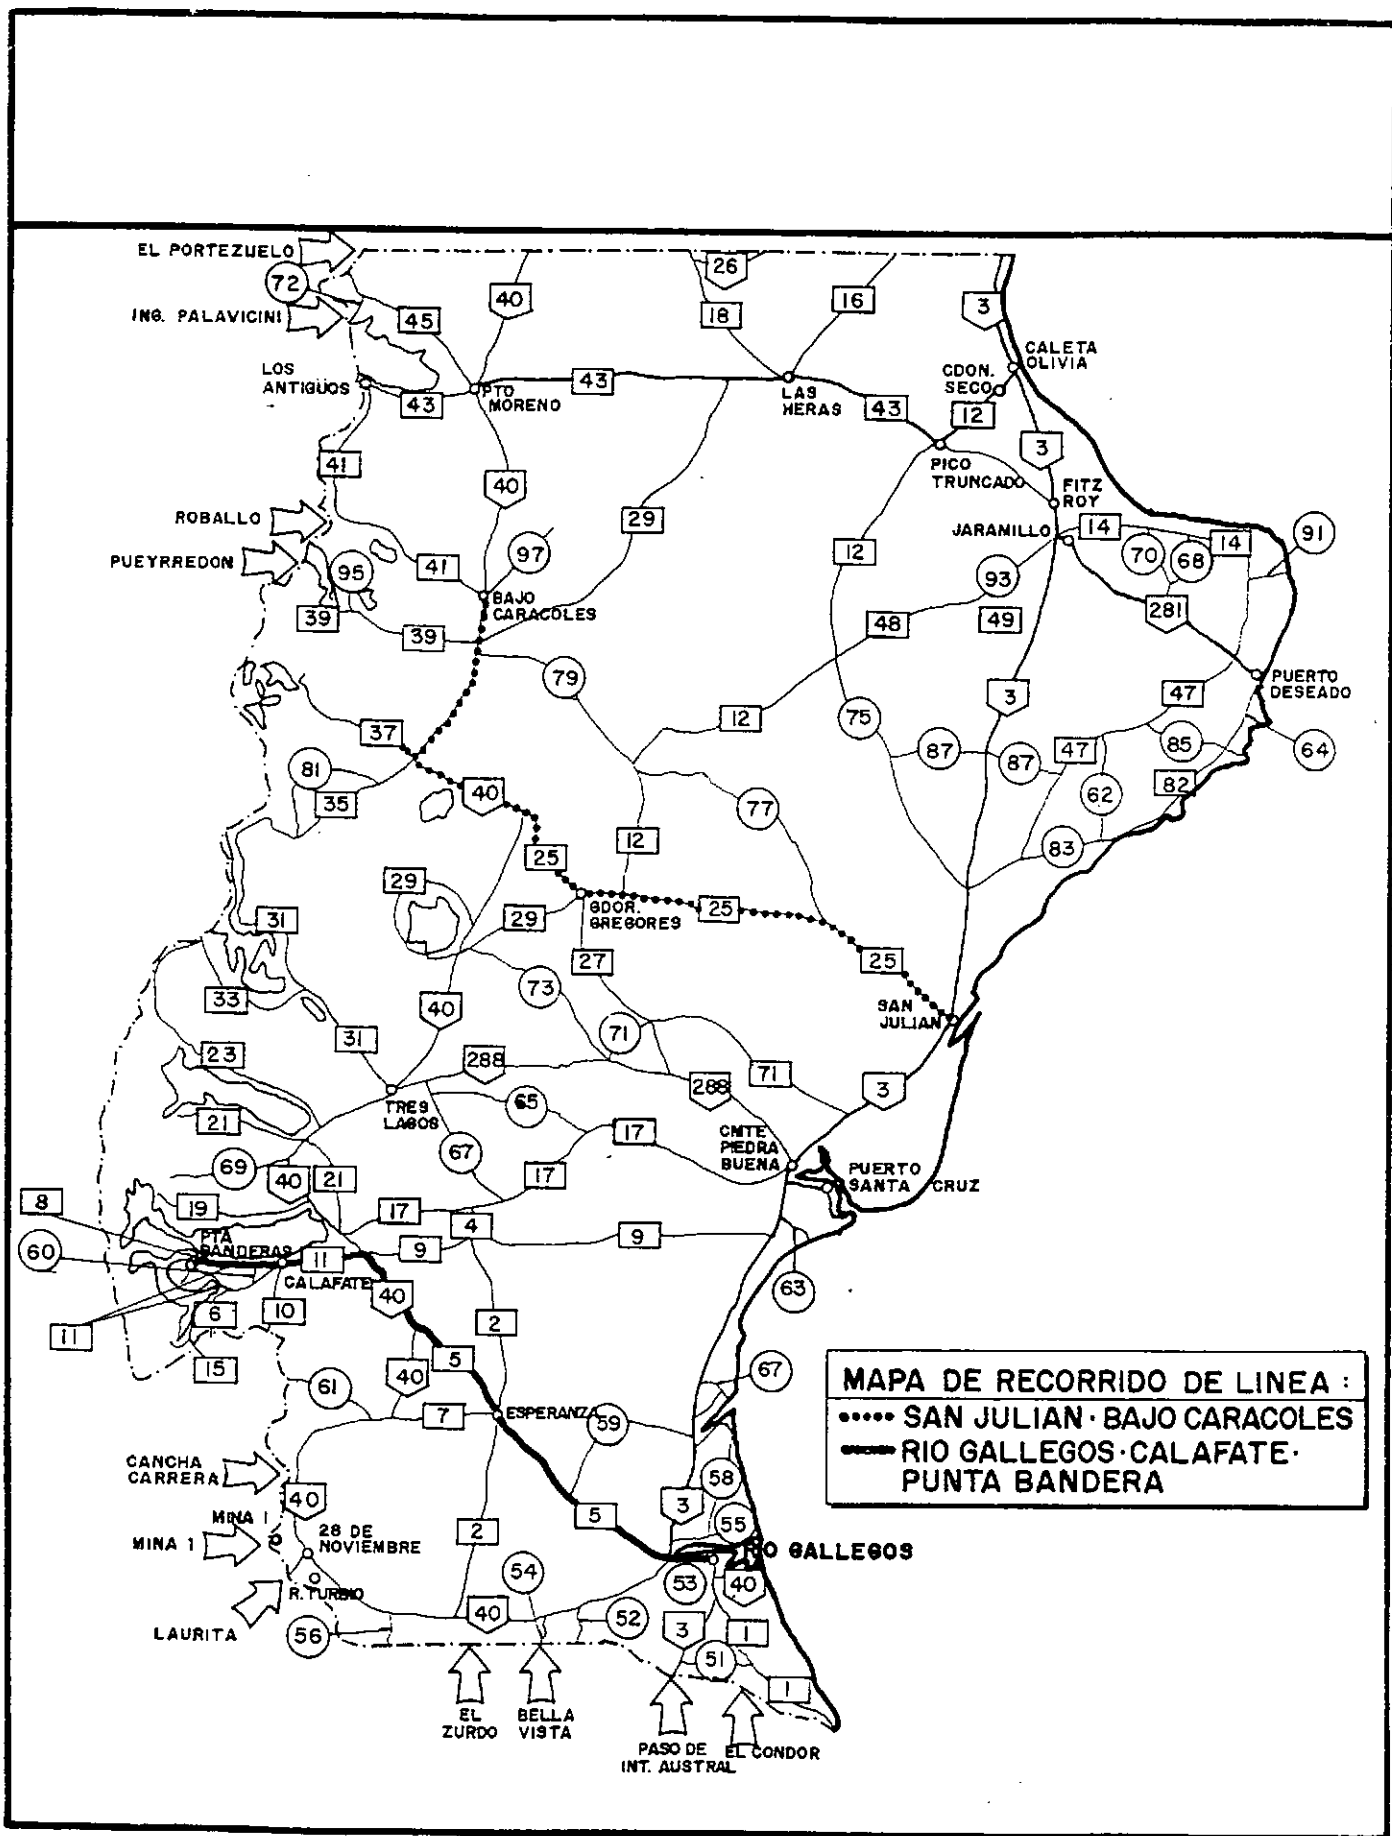 EL PORTEZUELO
72
26
40
16
3
ING. PALAVICINI
45
18
CALETA
OLIVIA
LOS
ANTIGÜOS
CDON.
SECO
43
PTO
MORENO
43
LAS
HERAS
43
12
3
41
PICO
TRUNCADO
40
FITZ
ROY
ROBALLO
29
JARAMILLO
14
14
91
PUEYRREDON
95
41
97
12
70
68
93
39
BAJO
CARACOLES
281
39
48
49
79
PUERTO
DESEADO
3
47
37
12
75
87
87
47
85
64
81
35
40
77
62
82
25
12
83
29
31
29
GDOR.
GREGORES
25
27
25
33
73
40
SAN
JULIAN
31
71
23
288
71
288
3
TRES
LAGOS
65
21
67
17
CMTE
PIEDRA
BUENA
69
40
21
17
PUERTO
SANTA CRUZ
8
19
17
4
60
PTA
BANDERAS
11
9
9
CALAFATE
63
40
11
6
10
2
15
5
40
67
61
7
ESPERANZA
59
MAPA DE RECORRIDO DE LINEA :
SAN JULIAN · BAJO CARACOLES
RIO GALLEGOS · CALAFATE ·
PUNTA BANDERA
CANCHA
CARRERA
40
58
3
5
MINA 1
MINA 1
28 DE
NOVIEMBRE
2
55
RIO GALLEGOS
54
53
40
R. TURBIO
LAURITA
56
40
52
3
1
51
1
EL
ZURDO
BELLA
VISTA
PASO DE
INT. AUSTRAL
EL CONDOR